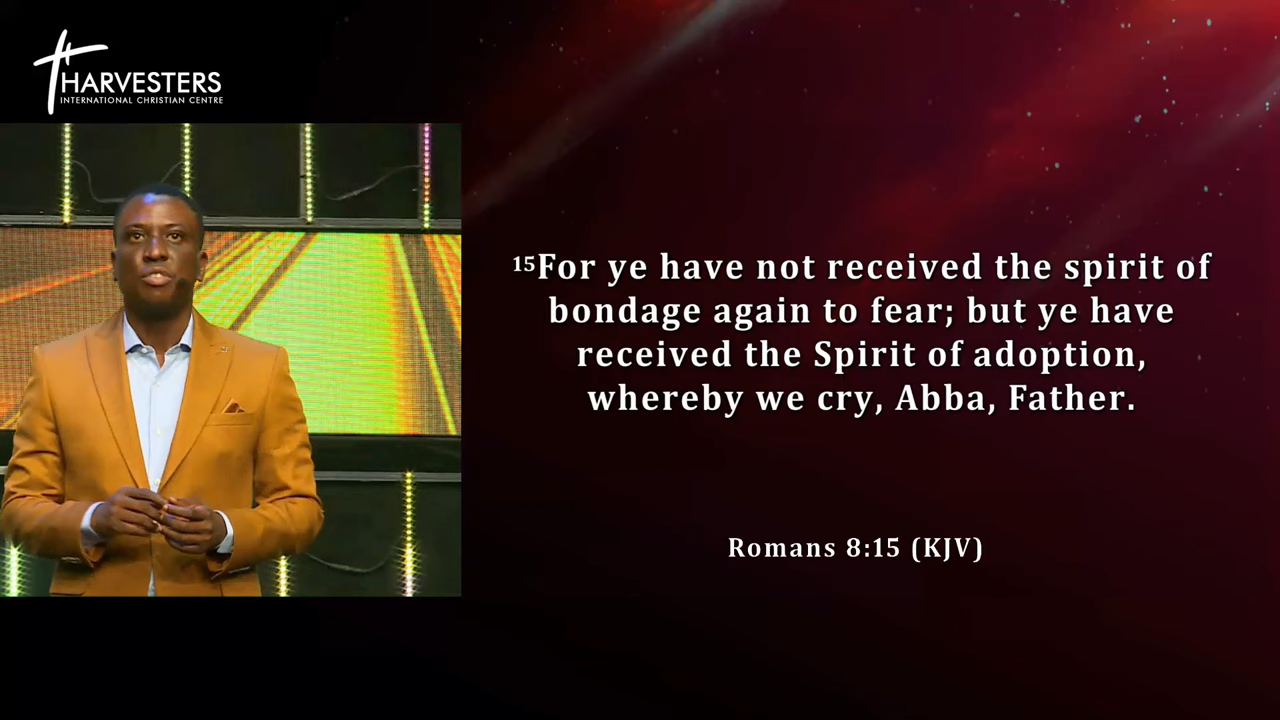 HARVESTERS
INTERNATIONAL CHRISTIAN CENTRE
¹⁵For ye have not received the spirit of
bondage again to fear; but ye have
received the Spirit of adoption,
whereby we cry, Abba, Father.
Romans 8:15 (KJV)